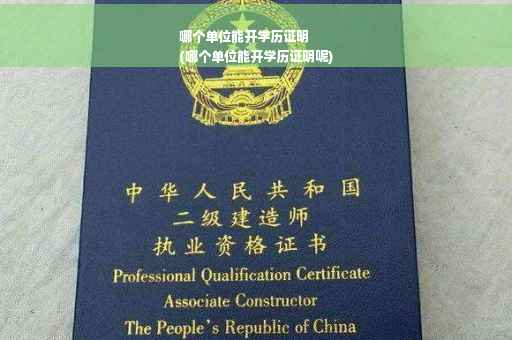 哪个单位能开学历证明
(哪个单位能开学历证明呢)
中华人民共和国
二级建造师
执业资格证书
Professional Qualification Certificate
Associate Constructor
The People's Republic of China